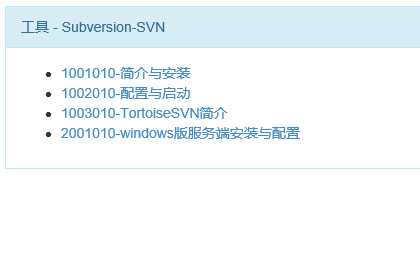 工具 - Subversion-SVN
1001010-简介与安装
1002010-配置与启动
1003010-TortoiseSVN简介
2001010-windows版服务端安装与配置